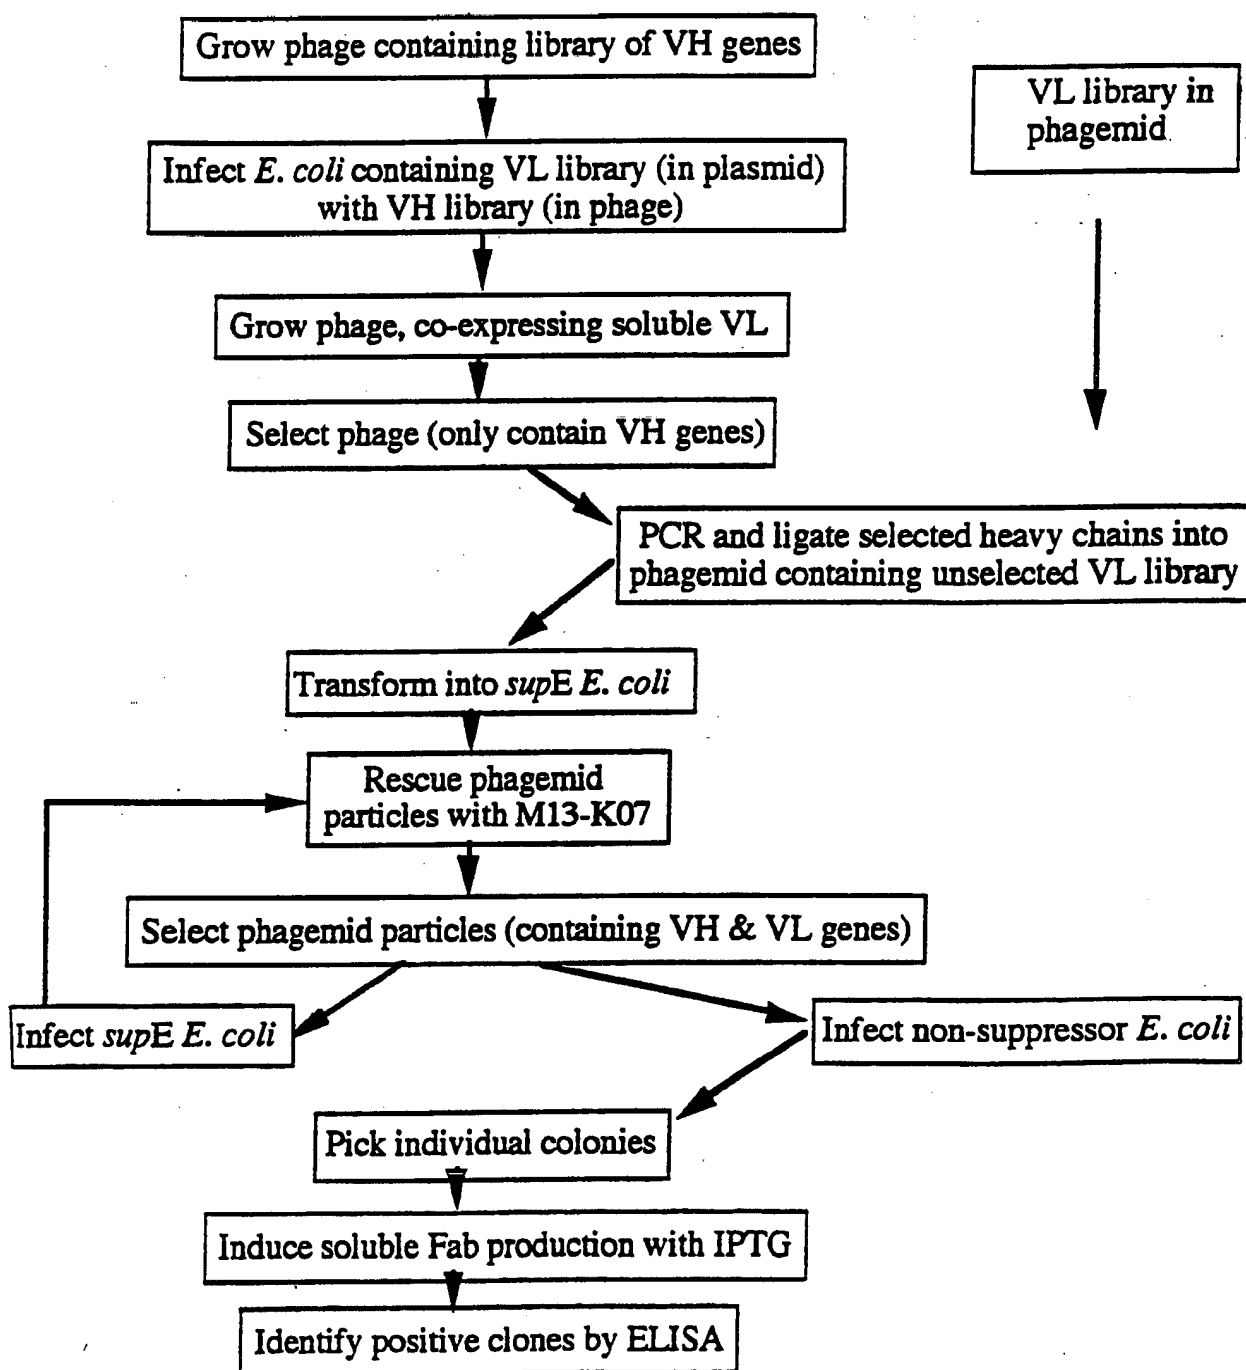 Grow phage containing library of VH genes
VL library in
phagemid
Infect E. coli containing VL library (in plasmid)
with VH library (in phage)
Grow phage, co-expressing soluble VL
Select phage (only contain VH genes)
PCR and ligate selected heavy chains into
phagemid containing unselected VL library
Transform into supE E. coli
Rescue phagemid
particles with M13-K07
Select phagemid particles (containing VH & VL genes)
Infect supE E. coli
Infect non-suppressor E. coli
Pick individual colonies
Induce soluble Fab production with IPTG
Identify positive clones by ELISA